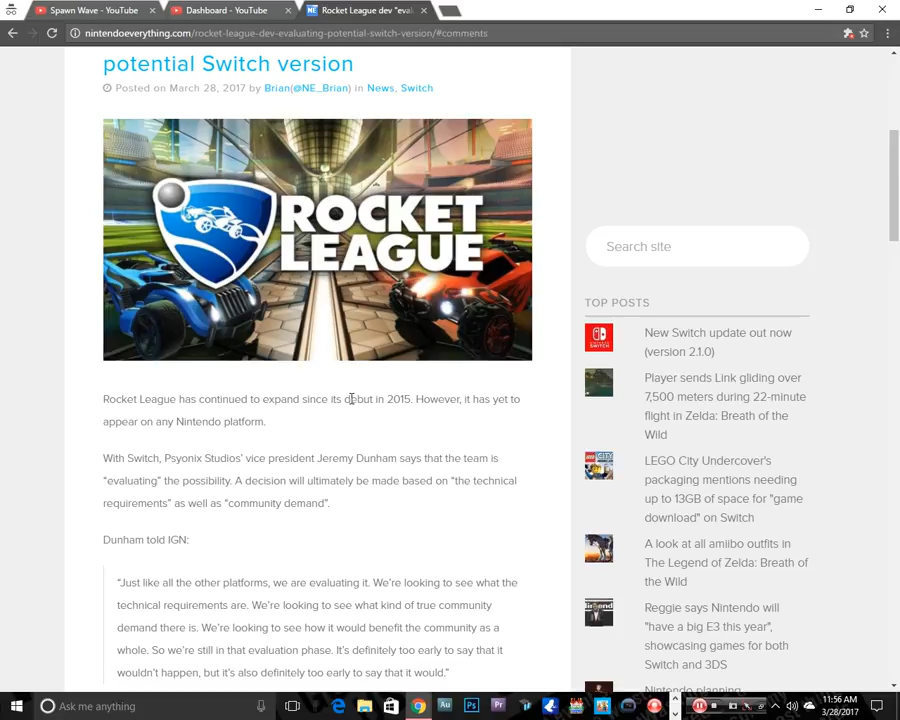 Spawn Wave - YouTube
Dashboard - YouTube
Rocket League dev "eval
nintendoeverything.com/rocket-league-dev-evaluating-potential-switch-version/#comments
potential Switch version
Posted on March 28, 2017 by Brian(@NE_Brian) in News, Switch
ROCKET
LEAGUE
Rocket League has continued to expand since its debut in 2015. However, it has yet to
appear on any Nintendo platform.
With Switch, Psyonix Studios' vice president Jeremy Dunham says that the team is
"evaluating" the possibility. A decision will ultimately be made based on "the technical
requirements" as well as "community demand".
Dunham told IGN:
"Just like all the other platforms, we are evaluating it. We're looking to see what the
technical requirements are. We're looking to see what kind of true community
demand there is. We're looking to see how it would benefit the community as a
whole. So we're still in that evaluation phase. It's definitely too early to say that it
wouldn't happen, but it's also definitely too early to say that it would."
Search site
TOP POSTS
New Switch update out now
(version 2.1.0)
Player sends Link gliding over
7,500 meters during 22-minute
flight in Zelda: Breath of the
Wild
LEGO City Undercover's
packaging mentions needing
up to 13GB of space for "game
download" on Switch
A look at all amiibo outfits in
The Legend of Zelda: Breath of
the Wild
Reggie says Nintendo will
"have a big E3 this year",
showcasing games for both
Switch and 3DS
Nintendo planning
Ask me anything
Au
Ps
Pr
11:56 AM
3/28/2017